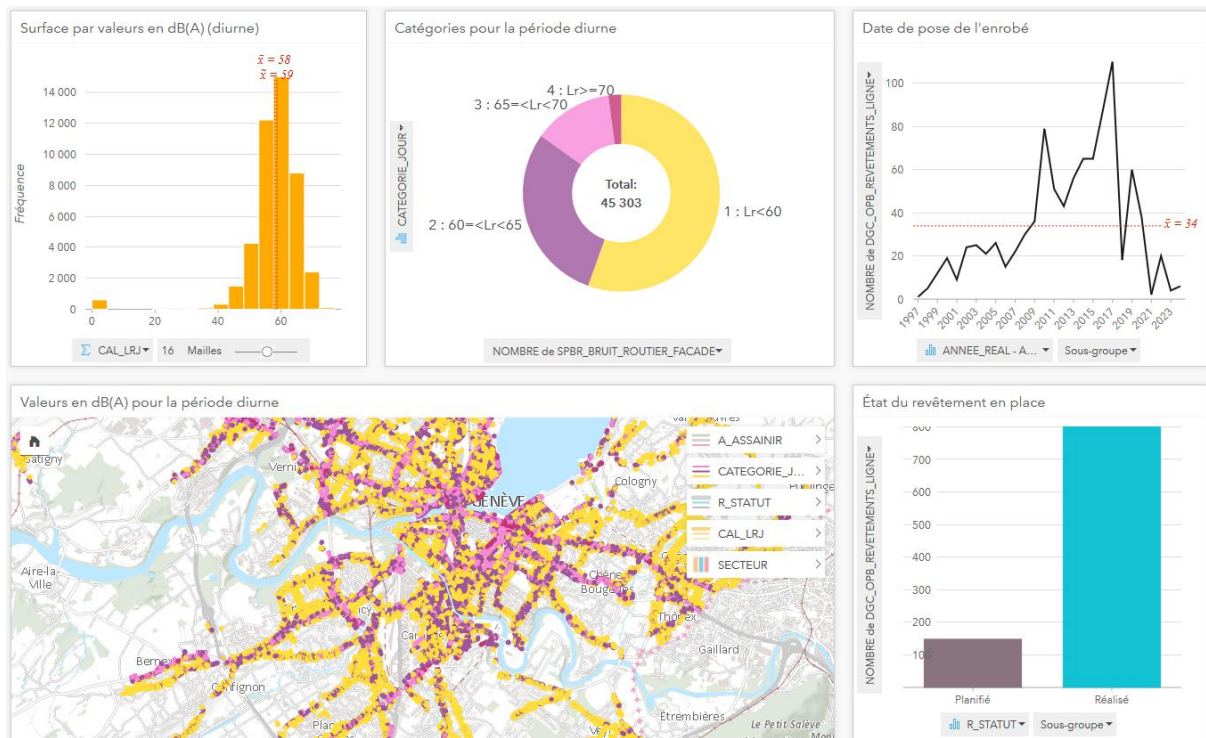 Surface par valeurs en dB(A) (diurne)
x̄ = 58
x̃ = 59
14 000
12 000
10 000
8 000
6 000
4 000
2 000
0
Fréquence
0 20 40 60
Σ CAL_LRJ 16 Mailles
Catégories pour la période diurne
4 : Lr>=70
3 : 65=<Lr<70
2 : 60=<Lr<65
1 : Lr<60
Total:
45 303
CATEGORIE_JOUR
NOMBRE de SPBR_BRUIT_ROUTIER_FACADE
Date de pose de l'enrobé
NOMBRE de DGC_OPB_REVETEMENTS_LIGNE
100
80
60
40
20
0
x̄ = 34
1997 1999 2001 2003 2005 2007 2009 2011 2013 2015 2017 2019 2021 2023
ANNEE_REAL - A... Sous-groupe
Valeurs en dB(A) pour la période diurne
A_ASSAINIR
CATEGORIE_J...
R_STATUT
CAL_LRJ
SECTEUR
Satigny
Verni
GENÈVE
Cologny
Aire-la-
Ville
Chêne
Bougeries
Thônex
Gaillard
Bernex
Confignon
Étrembières
Le Petit Salève
État du revêtement en place
NOMBRE de DGC_OPB_REVETEMENTS_LIGNE
800
700
600
500
400
300
200
100
Planifié Réalisé
R_STATUT Sous-groupe